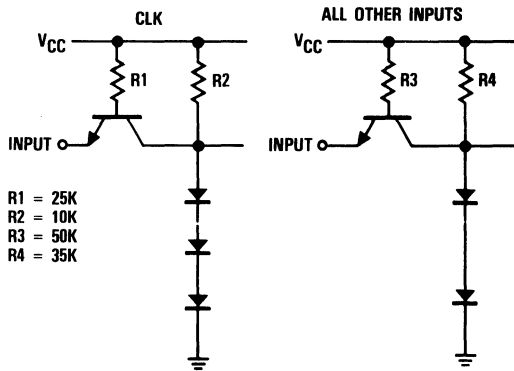 CLK
VCC
R1
R2
INPUT
R1 = 25K
R2 = 10K
R3 = 50K
R4 = 35K
ALL OTHER INPUTS
VCC
R3
R4
INPUT